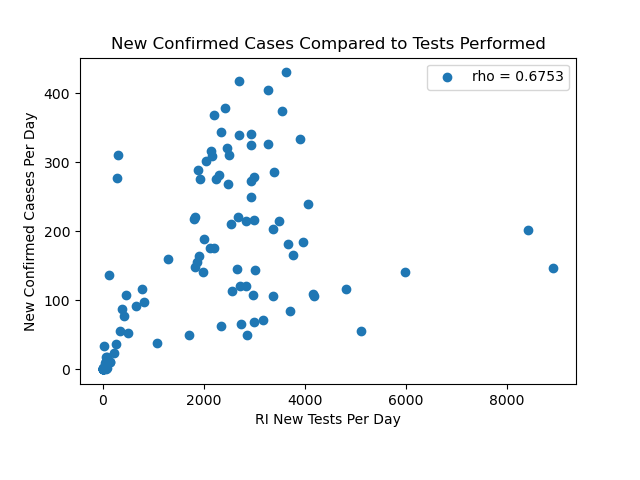 New Confirmed Cases Compared to Tests Performed
rho = 0.6753
New Confirmed Caeses Per Day
400
300
200
100
0
0 2000 4000 6000 8000
RI New Tests Per Day